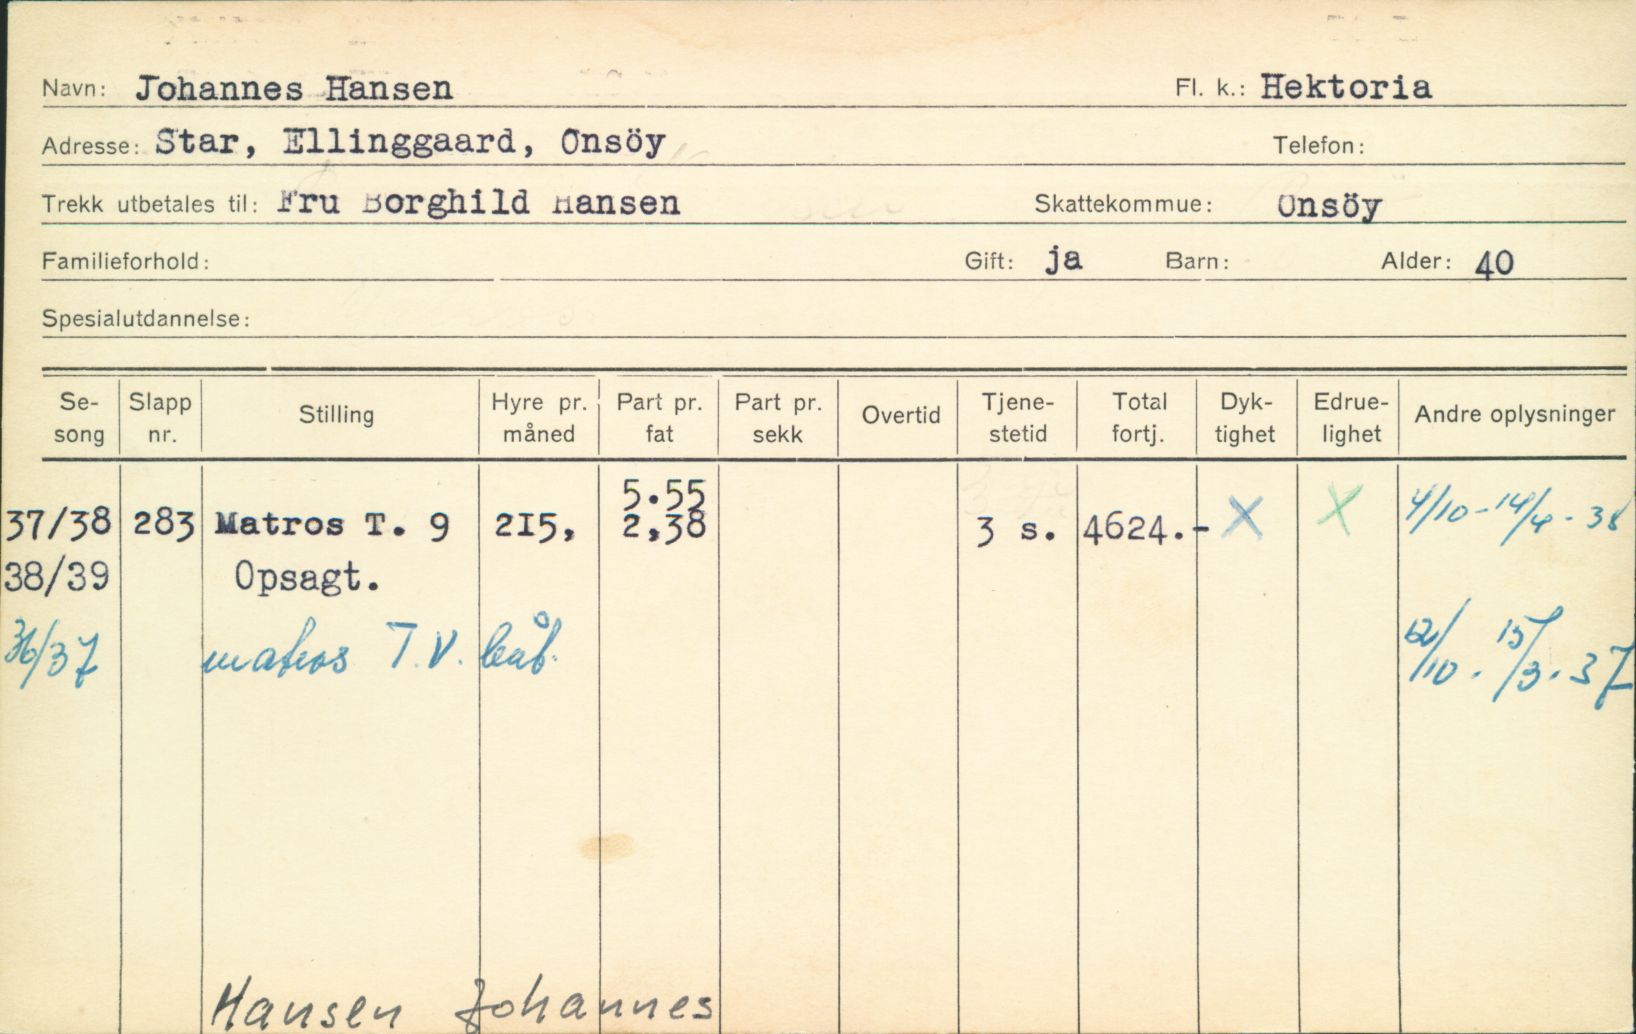 Navn: Johannes Hansen Fl. k.: Hektoria
Adresse: Star, Ellinggaard, Onsöy Telefon:
Trekk utbetales til: Fru Borghild Hansen Skattekommue: Onsöy
Familieforhold: Gift: ja Barn: Alder: 40
Spesialutdannelse:
Se-song Slapp nr. Stilling Hyre pr. måned Part pr. fat Part pr. sekk Overtid Tjene-stetid Total fortj. Dyk-tighet Edrue-lighet Andre oplysninger
5.55
37/38 283 Matros T. 9 215, 2,38 3 s. 4624.- X X 4/10-14/4-38
38/39 Opsagt.
36/37 matros T.V. båt. 12/10. 15/3.37
Hansen Johannes